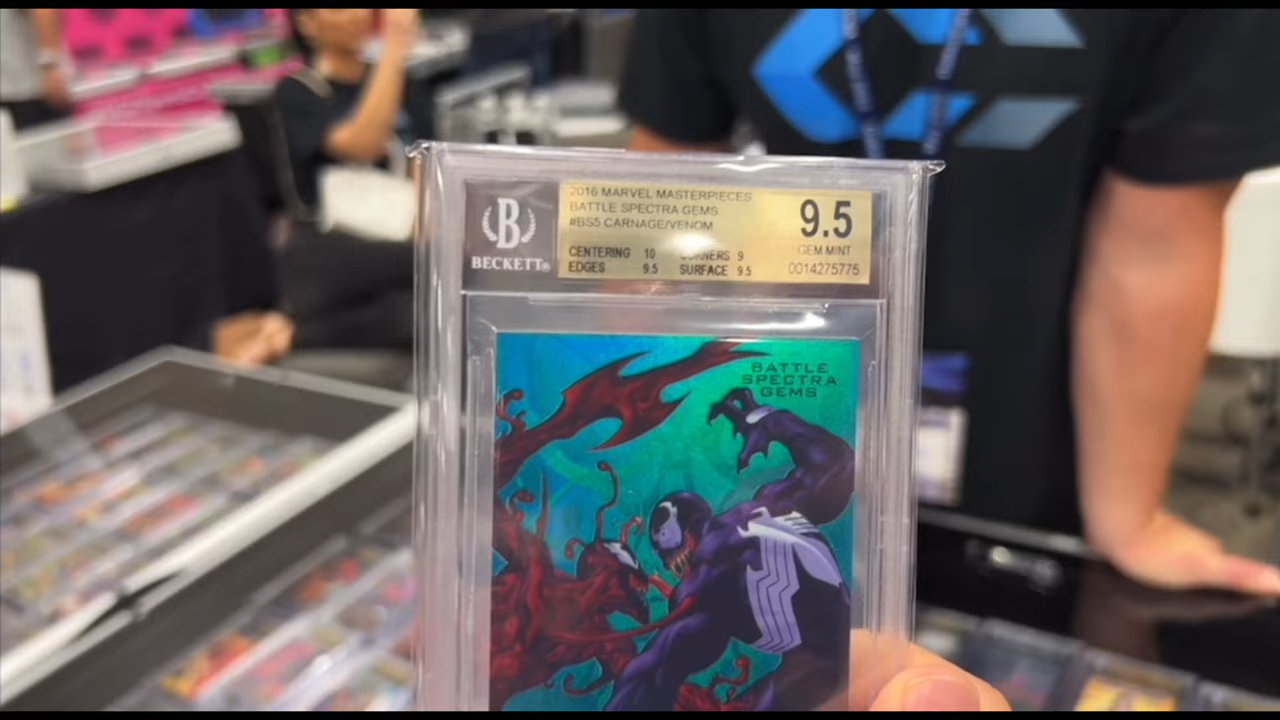 2016 MARVEL MASTERPIECES
BATTLE SPECTRA GEMS
#BS5 CARNAGE/VENOM
CENTERING 10 CORNERS 9
EDGES 9.5 SURFACE 9.5
9.5
GEM MINT
0014275775
B
BECKETT®
BATTLE
SPECTRA
GEMS